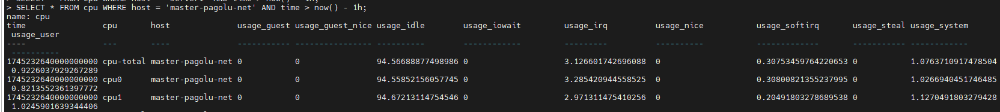 > SELECT * FROM cpu WHERE host = 'master-pagolu-net' AND time > now() - 1h;
name: cpu
time cpu host usage_guest usage_guest_nice usage_idle usage_iowait usage_irq usage_nice usage_softirq usage_steal usage_system
usage_user
---- --- ---- ----------- ---------------- ---------- ------------ --------- ---------- ------------- ----------- ------------
----------
1745232640000000000 cpu-total master-pagolu-net 0 0 94.56688877498986 0 3.126601742696088 0 0.30753459764220653 0 1.0763710917478504
0.9226037929267289
1745232640000000000 cpu0 master-pagolu-net 0 0 94.55852156057745 0 3.285420944558525 0 0.30800821355237995 0 1.0266940451746485
0.8213552361397772
1745232640000000000 cpu1 master-pagolu-net 0 0 94.67213114754546 0 2.971311475410256 0 0.20491803278689538 0 1.1270491803279428
1.0245901639344406